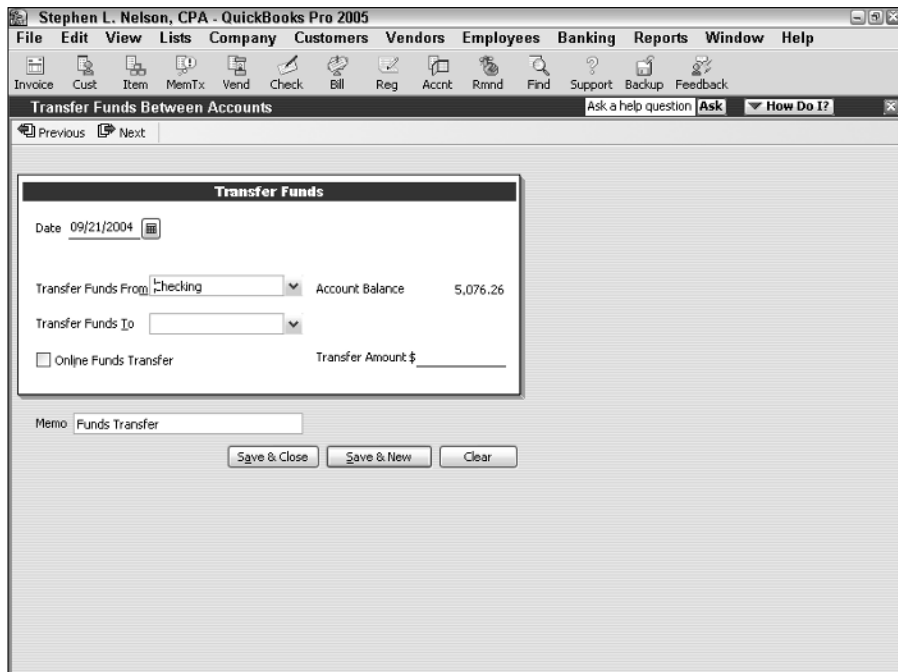 Stephen L. Nelson, CPA - QuickBooks Pro 2005
File Edit View Lists Company Customers Vendors Employees Banking Reports Window Help
Invoice Cust Item MemTx Vend Check Bill Reg Accnt Rmnd Find Support Backup Feedback
Transfer Funds Between Accounts Ask a help question Ask How Do I?
Previous Next
Transfer Funds
Date 09/21/2004
Transfer Funds From Checking Account Balance 5,076.26
Transfer Funds To
Online Funds Transfer Transfer Amount $
Memo Funds Transfer
Save & Close Save & New Clear